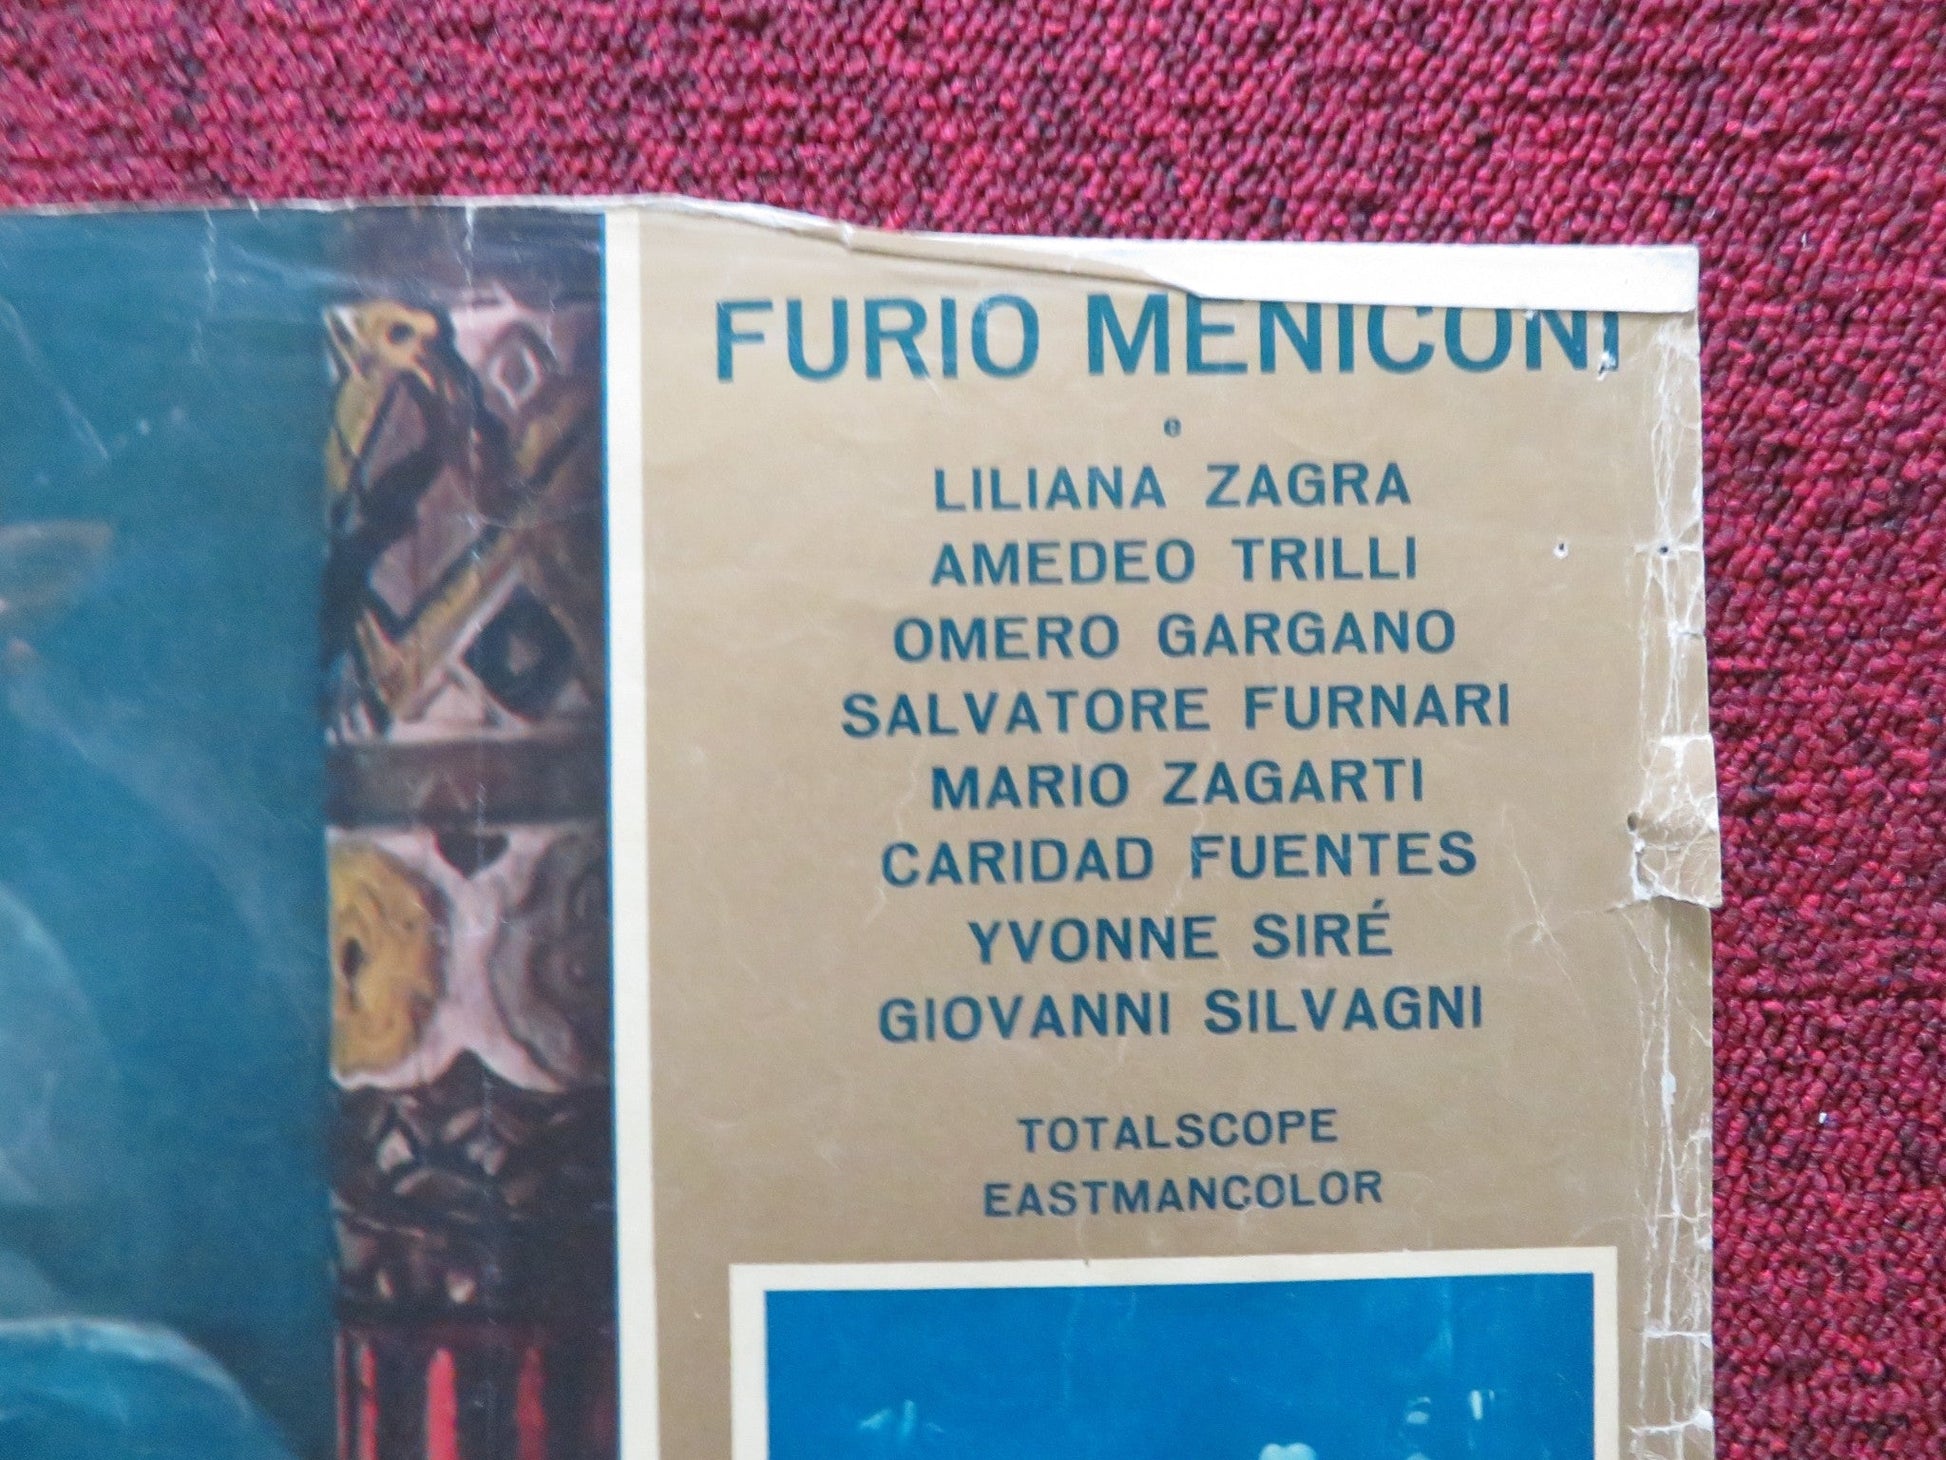 FURIO MENICONI
e
LILIANA ZAGRA
AMEDEO TRILLI
OMERO GARGANO
SALVATORE FURNARI
MARIO ZAGARTI
CARIDAD FUENTES
YVONNE SIRÉ
GIOVANNI SILVAGNI
TOTALSCOPE
EASTMANCOLOR